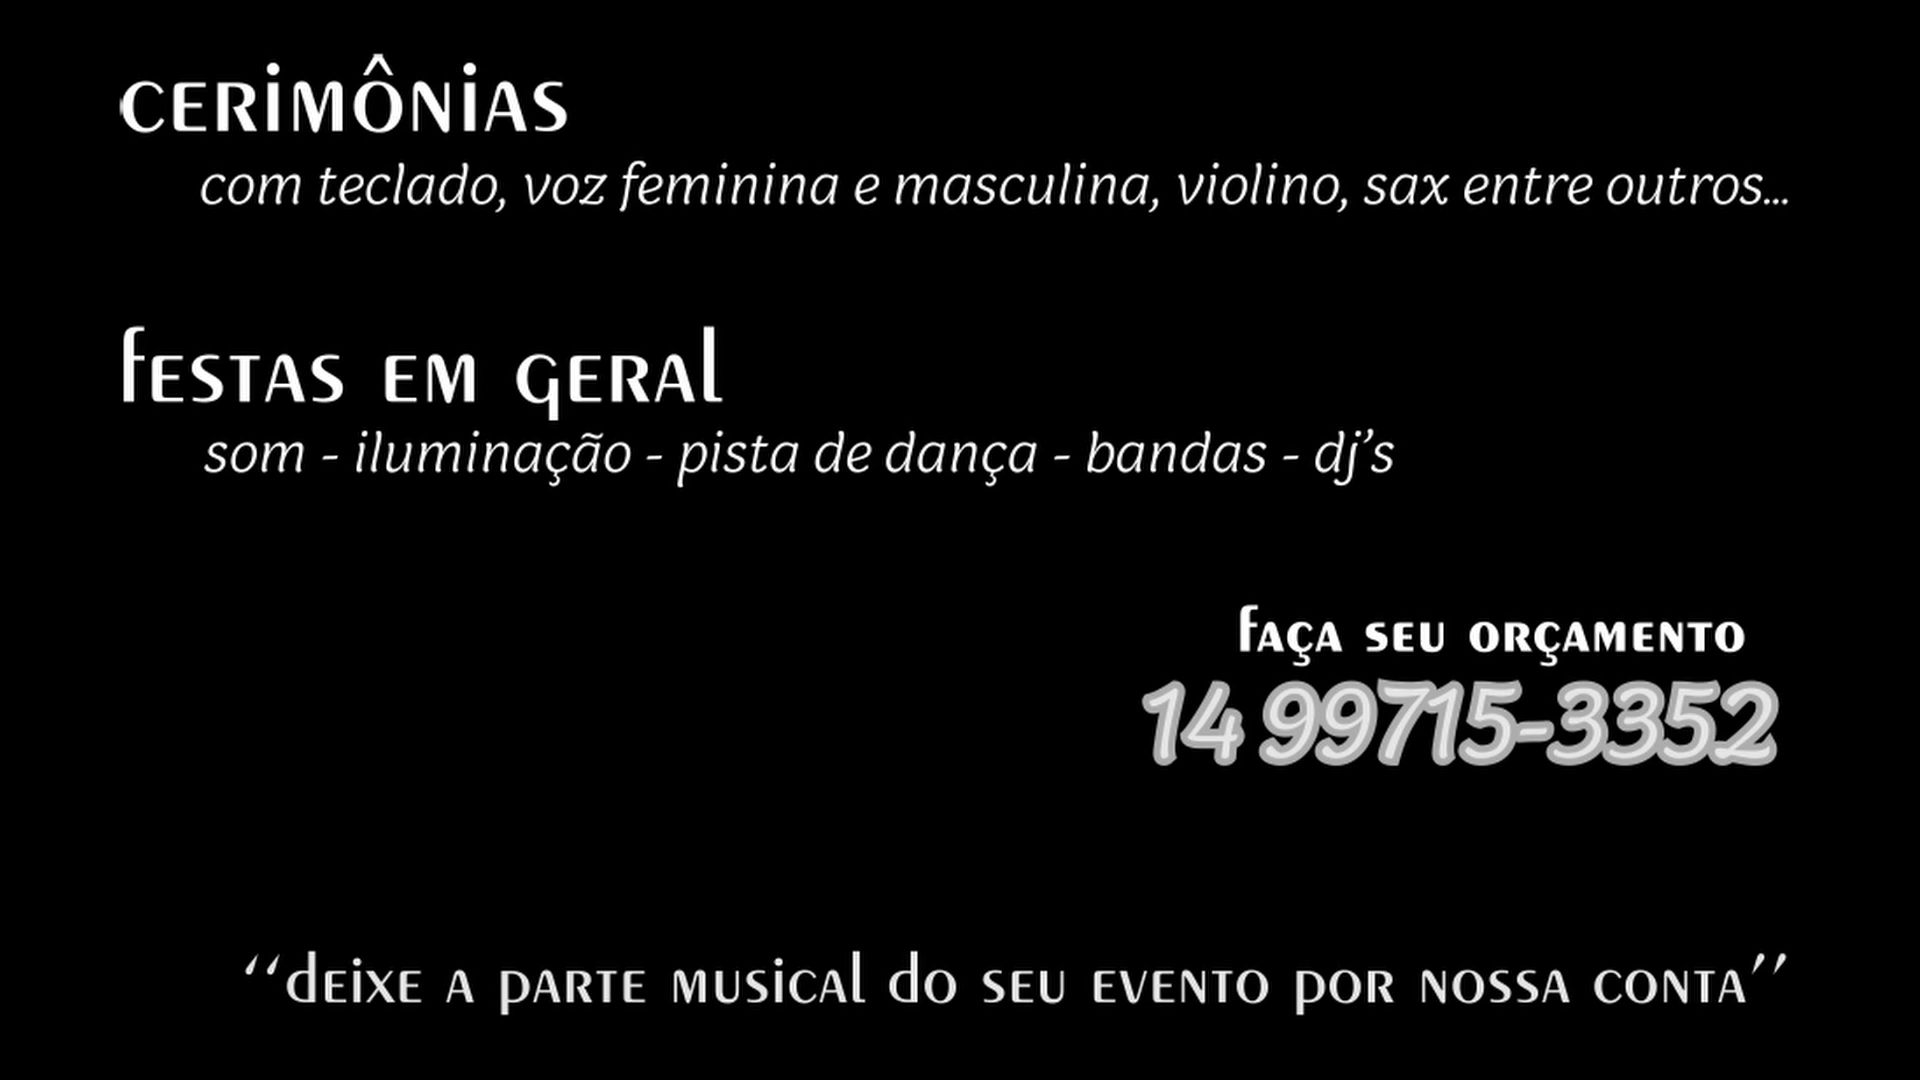 CERIMÔNIAS
com teclado, voz feminina e masculina, violino, sax entre outros...
fESTAS EM GERAl
som - iluminação - pista de dança - bandas - dj’s
fAÇA SEU ORÇAMENTO
14 99715-3352
‘‘dEiXE A PARTE MUSiCAl do SEU EVENTO POR NOSSA CONTA’’